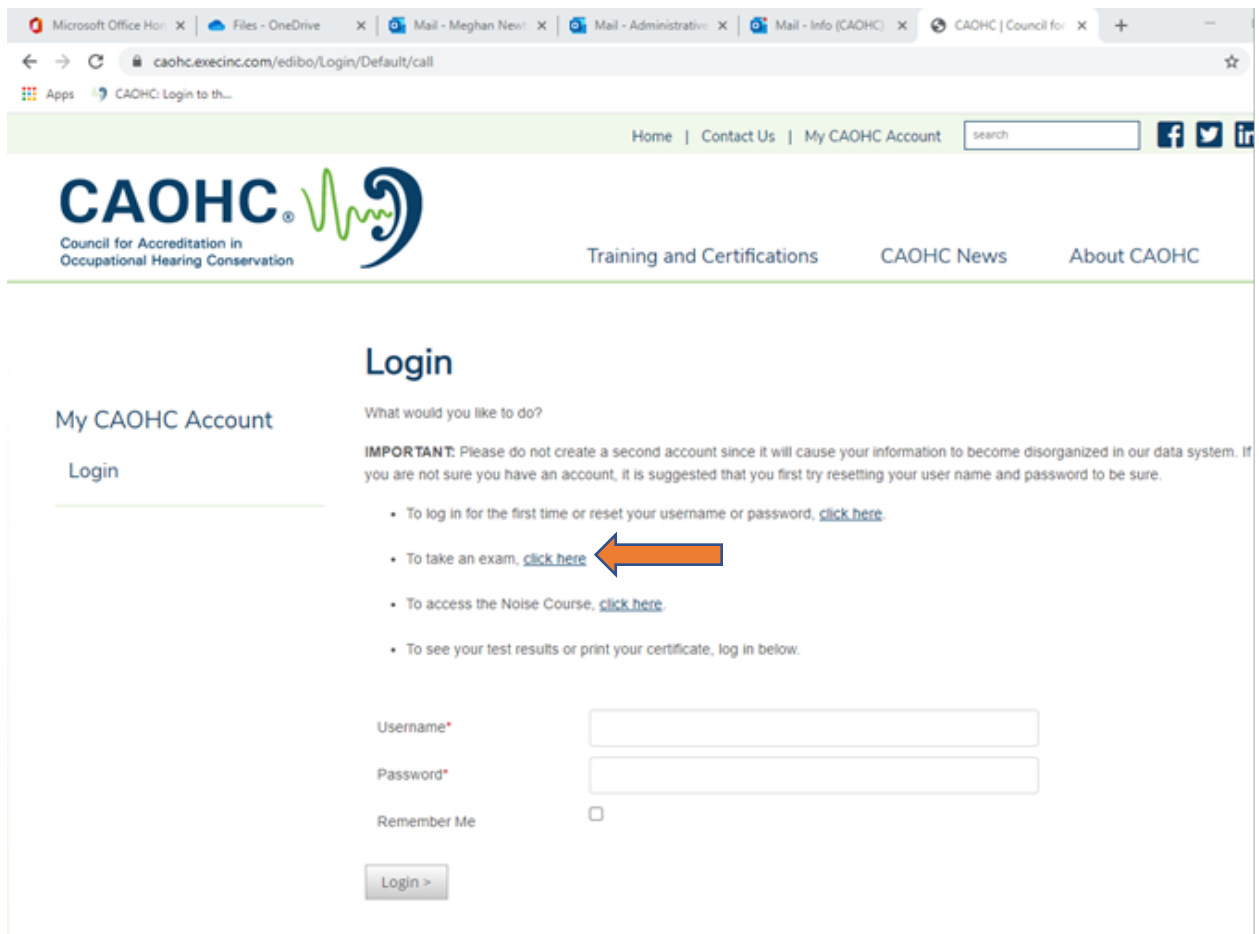 Microsoft Office Hon
Files - OneDrive
Mail - Meghan Newt
Mail - Administrative
Mail - Info (CAOHC)
CAOHC | Council for
caohc.execinc.com/edibo/Login/Default/call
Apps
CAOHC: Login to th...
Home | Contact Us | My CAOHC Account
search
CAOHC®
Council for Accreditation in
Occupational Hearing Conservation
Training and Certifications
CAOHC News
About CAOHC
Login
My CAOHC Account
Login
What would you like to do?
IMPORTANT: Please do not create a second account since it will cause your information to become disorganized in our data system. If
you are not sure you have an account, it is suggested that you first try resetting your user name and password to be sure.
• To log in for the first time or reset your username or password, click here.
• To take an exam, click here
• To access the Noise Course, click here.
• To see your test results or print your certificate, log in below.
Username*
Password*
Remember Me
Login >